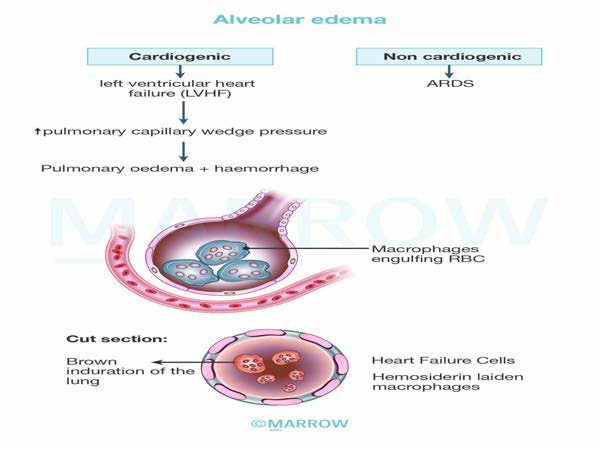 Alveolar edema
Cardiogenic
Non cardiogenic
left ventricular heart
failure (LVHF)
ARDS
↑pulmonary capillary wedge pressure
Pulmonary oedema + haemorrhage
MARROW
Macrophages
engulfing RBC
Cut section:
Brown
induration of the
lung
Heart Failure Cells
Hemosiderin laiden
macrophages
©MARROW